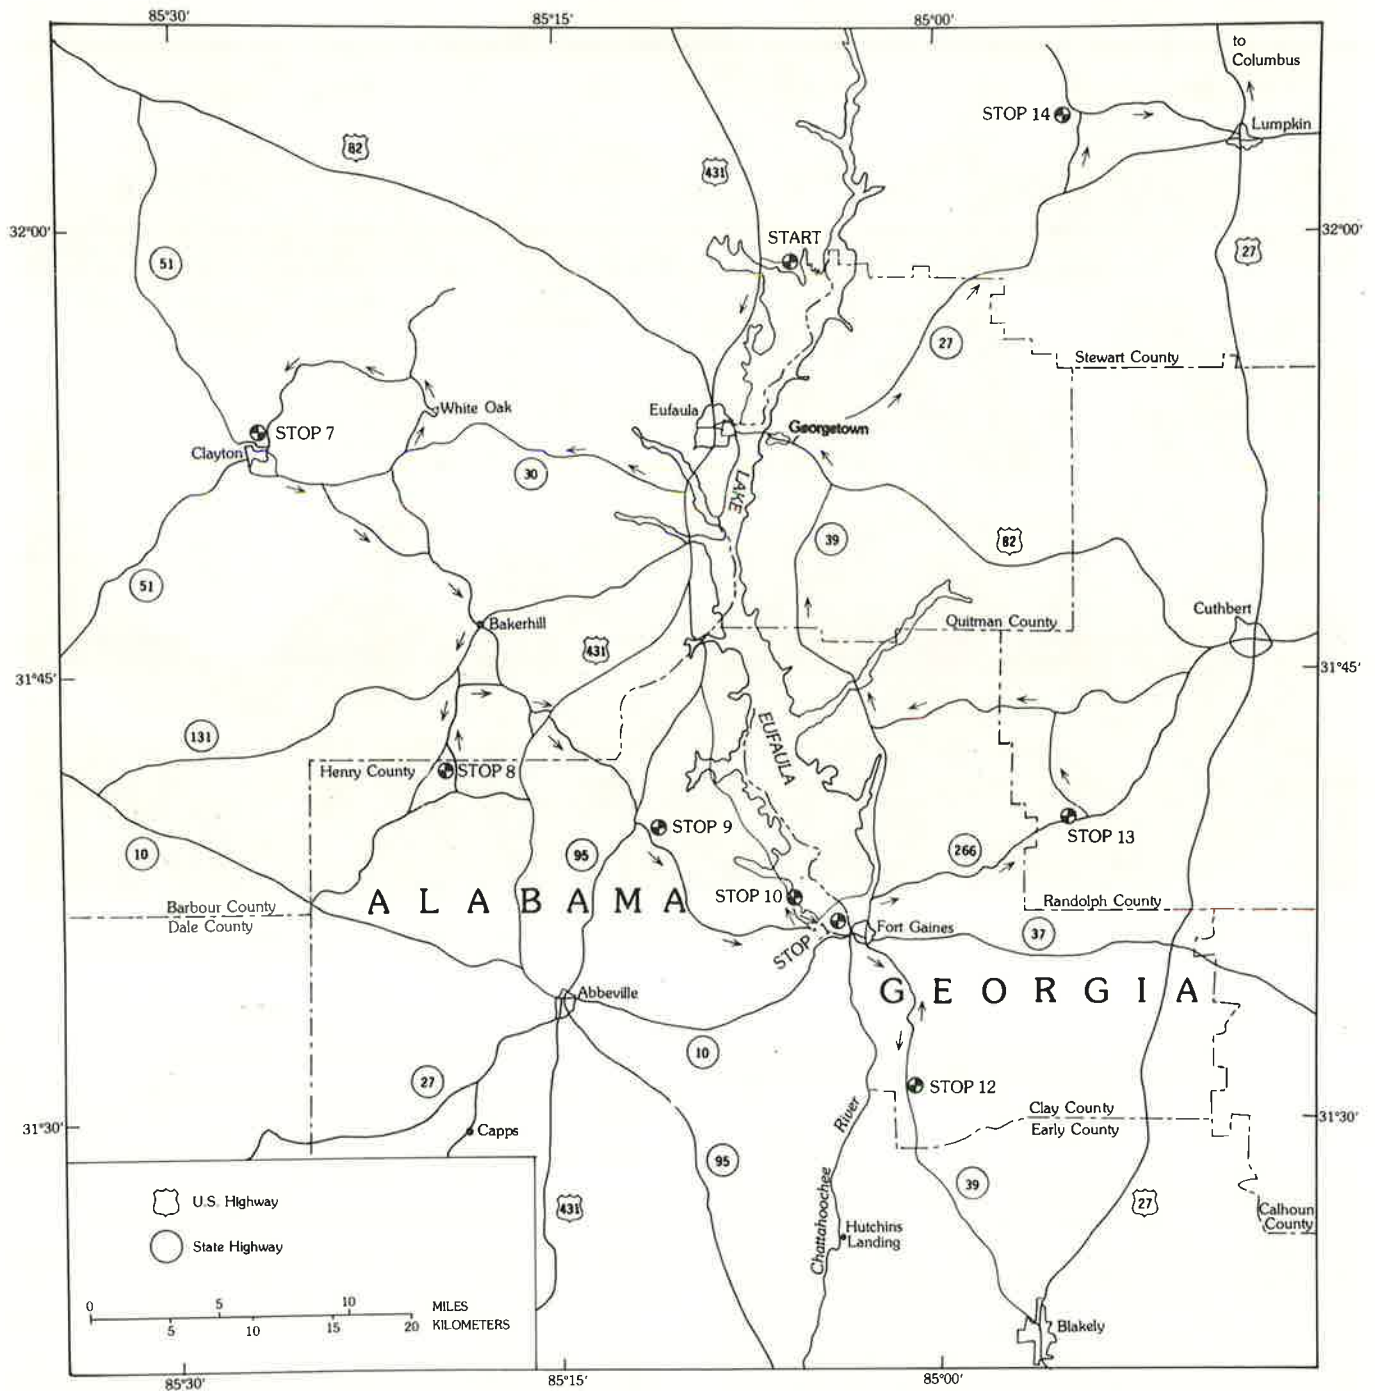 85°30'
85°15'
85°00'
to
Columbus
STOP 14
Lumpkin
82
431
32°00'
START
32°00'
51
27
27
Stewart County
White Oak
Eufaula
Georgetown
STOP 7
Clayton
30
LAKE
39
82
51
Cuthbert
Bakerhill
Quitman County
431
31°45'
31°45'
EUFAULA
131
Henry County
STOP 8
STOP 9
STOP 13
10
95
266
STOP 10
ALABAMA
Randolph County
Barbour County
Dale County
Fort Gaines
37
STOP
GEORGIA
Abbeville
10
27
STOP 12
River
Clay County
Early County
31°30'
Capps
31°30'
95
Chattahoochee
39
U.S. Highway
431
27
Calhoun
County
Hutchins
Landing
State Highway
0 5 10 MILES
5 10 15 20 KILOMETERS
Blakely
85°30'
85°15'
85°00'